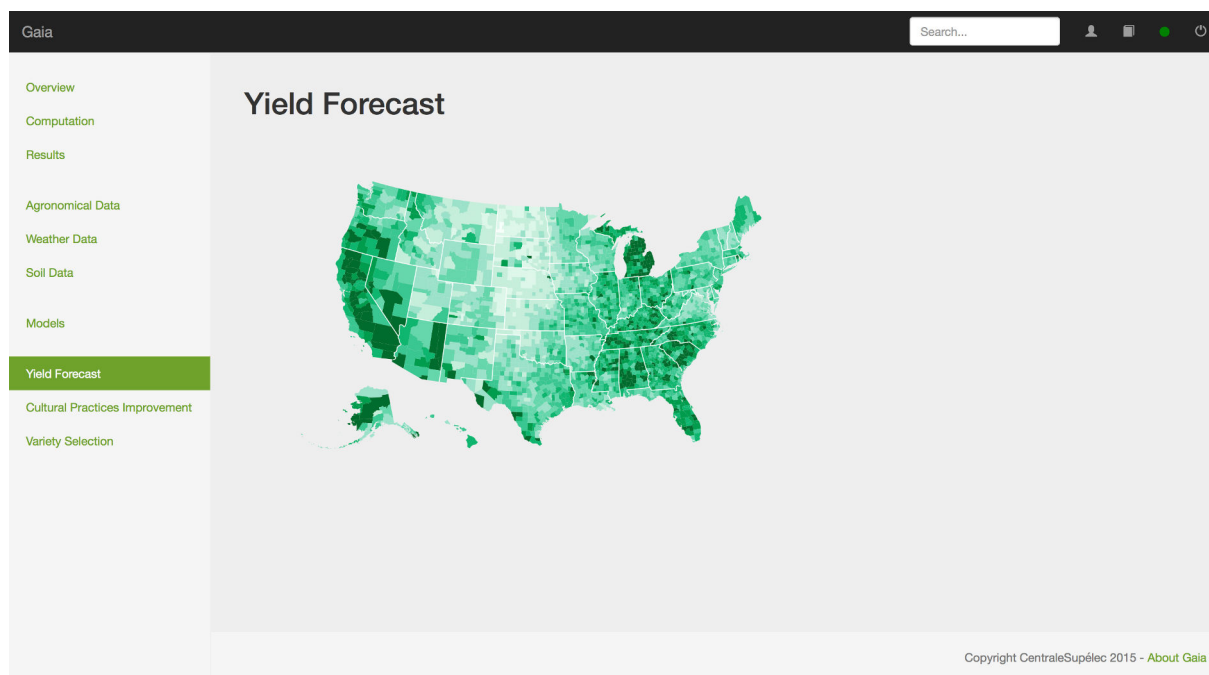 Gaia
Search...
Overview
Computation
Results
Agronomical Data
Weather Data
Soil Data
Models
Yield Forecast
Cultural Practices Improvement
Variety Selection
Yield Forecast
Copyright CentraleSupélec 2015 - About Gaia